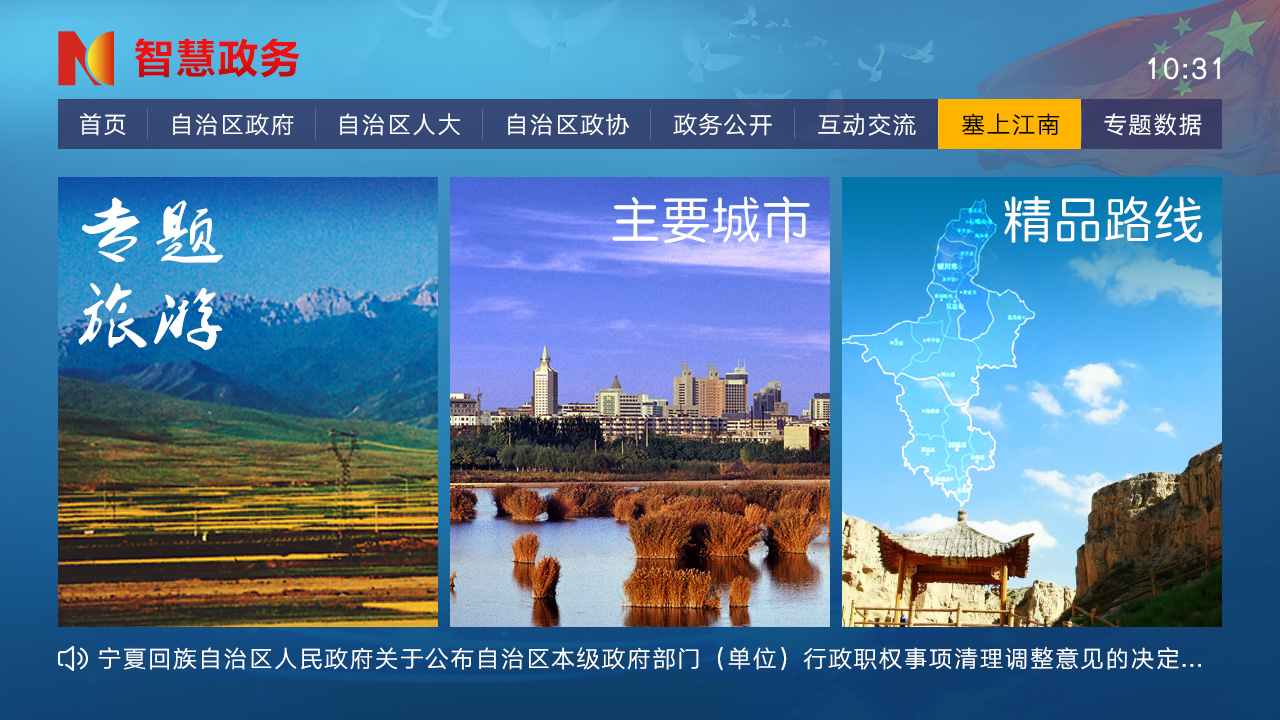 智慧政务
10:31
首页 自治区政府 自治区人大 自治区政协 政务公开 互动交流 塞上江南 专题数据
专题
旅游
主要城市
精品路线
宁夏回族自治区人民政府关于公布自治区本级政府部门（单位）行政职权事项清理调整意见的决定...